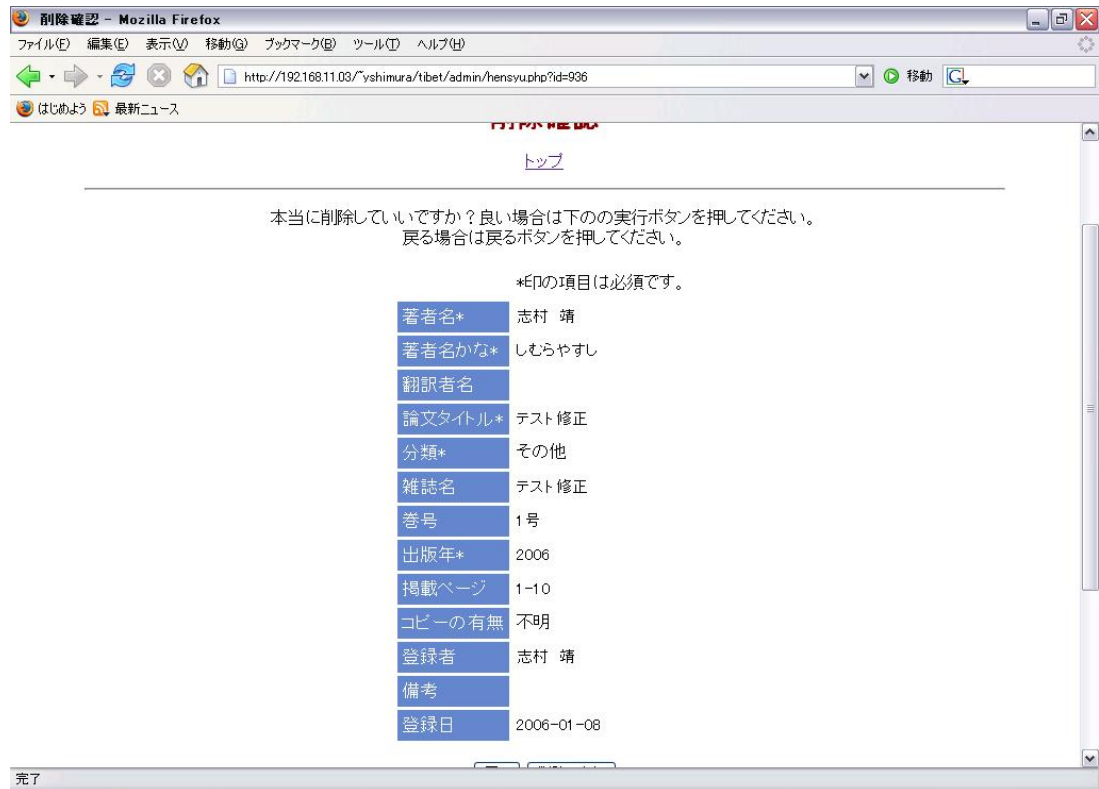 削除確認 - Mozilla Firefox
ファイル(F) 編集(E) 表示(V) 移動(G) ブックマーク(B) ツール(T) ヘルプ(H)
http://192.168.11.03/~yshimura/tibet/admin/hensyu.php?id=936
移動
はじめよう 最新ニュース
削除確認
トップ
本当に削除していいですか？良い場合は下のの実行ボタンを押してください。
戻る場合は戻るボタンを押してください。
*印の項目は必須です。
著者名* 志村 靖
著者名かな* しむらやすし
翻訳者名
論文タイトル* テスト修正
分類* その他
雑誌名 テスト修正
巻号 1号
出版年* 2006
掲載ページ 1-10
コピーの有無 不明
登録者 志村 靖
備考
登録日 2006-01-08
完了